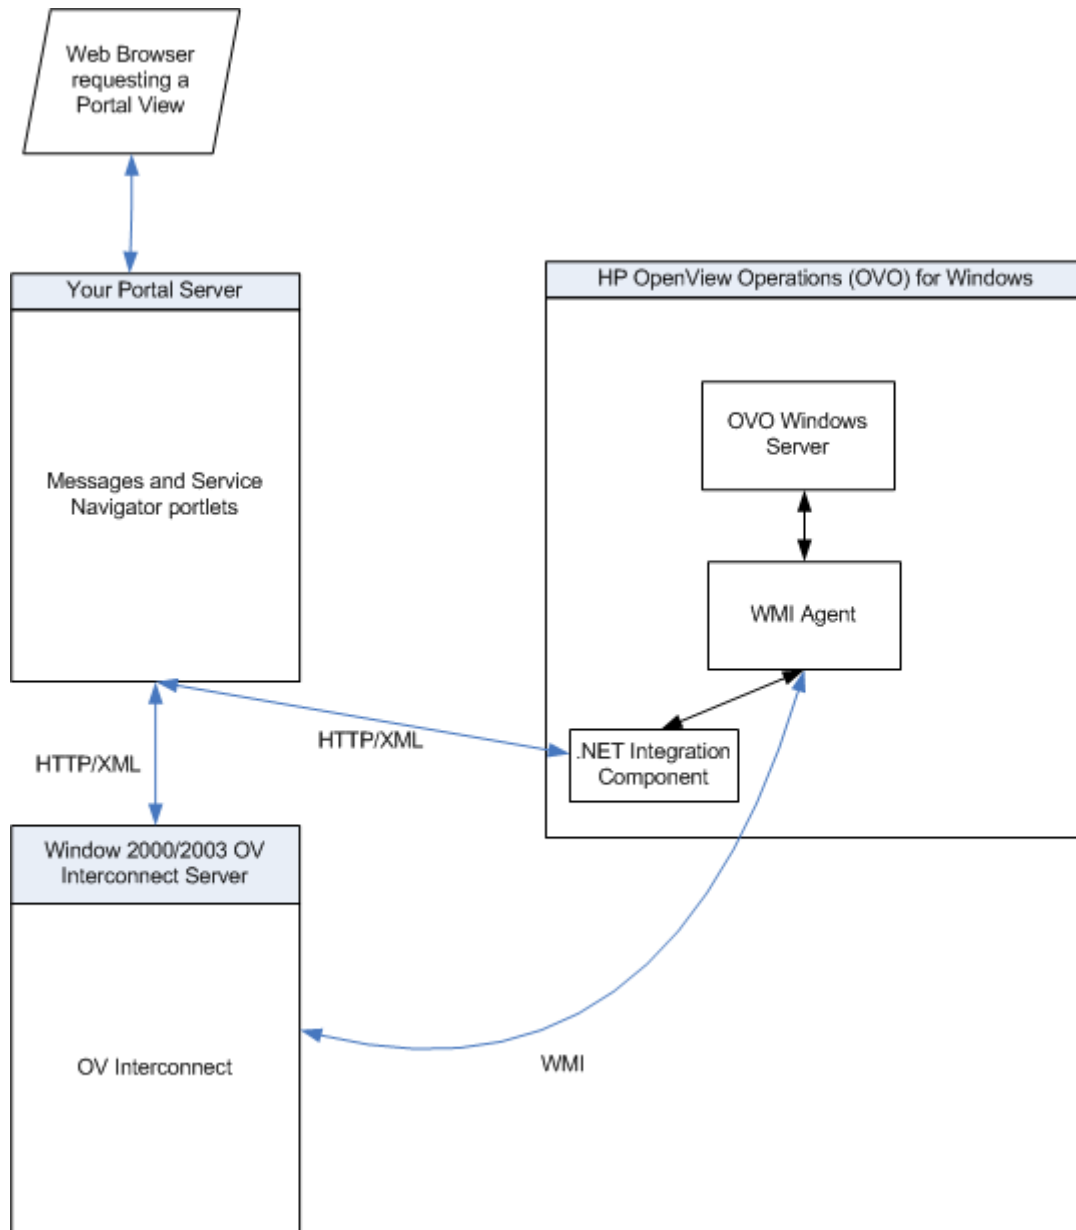 Web Browser
requesting a
Portal View
Your Portal Server
Messages and Service
Navigator portlets
HP OpenView Operations (OVO) for Windows
OVO Windows
Server
WMI Agent
.NET Integration
Component
HTTP/XML
HTTP/XML
Window 2000/2003 OV
Interconnect Server
OV Interconnect
WMI